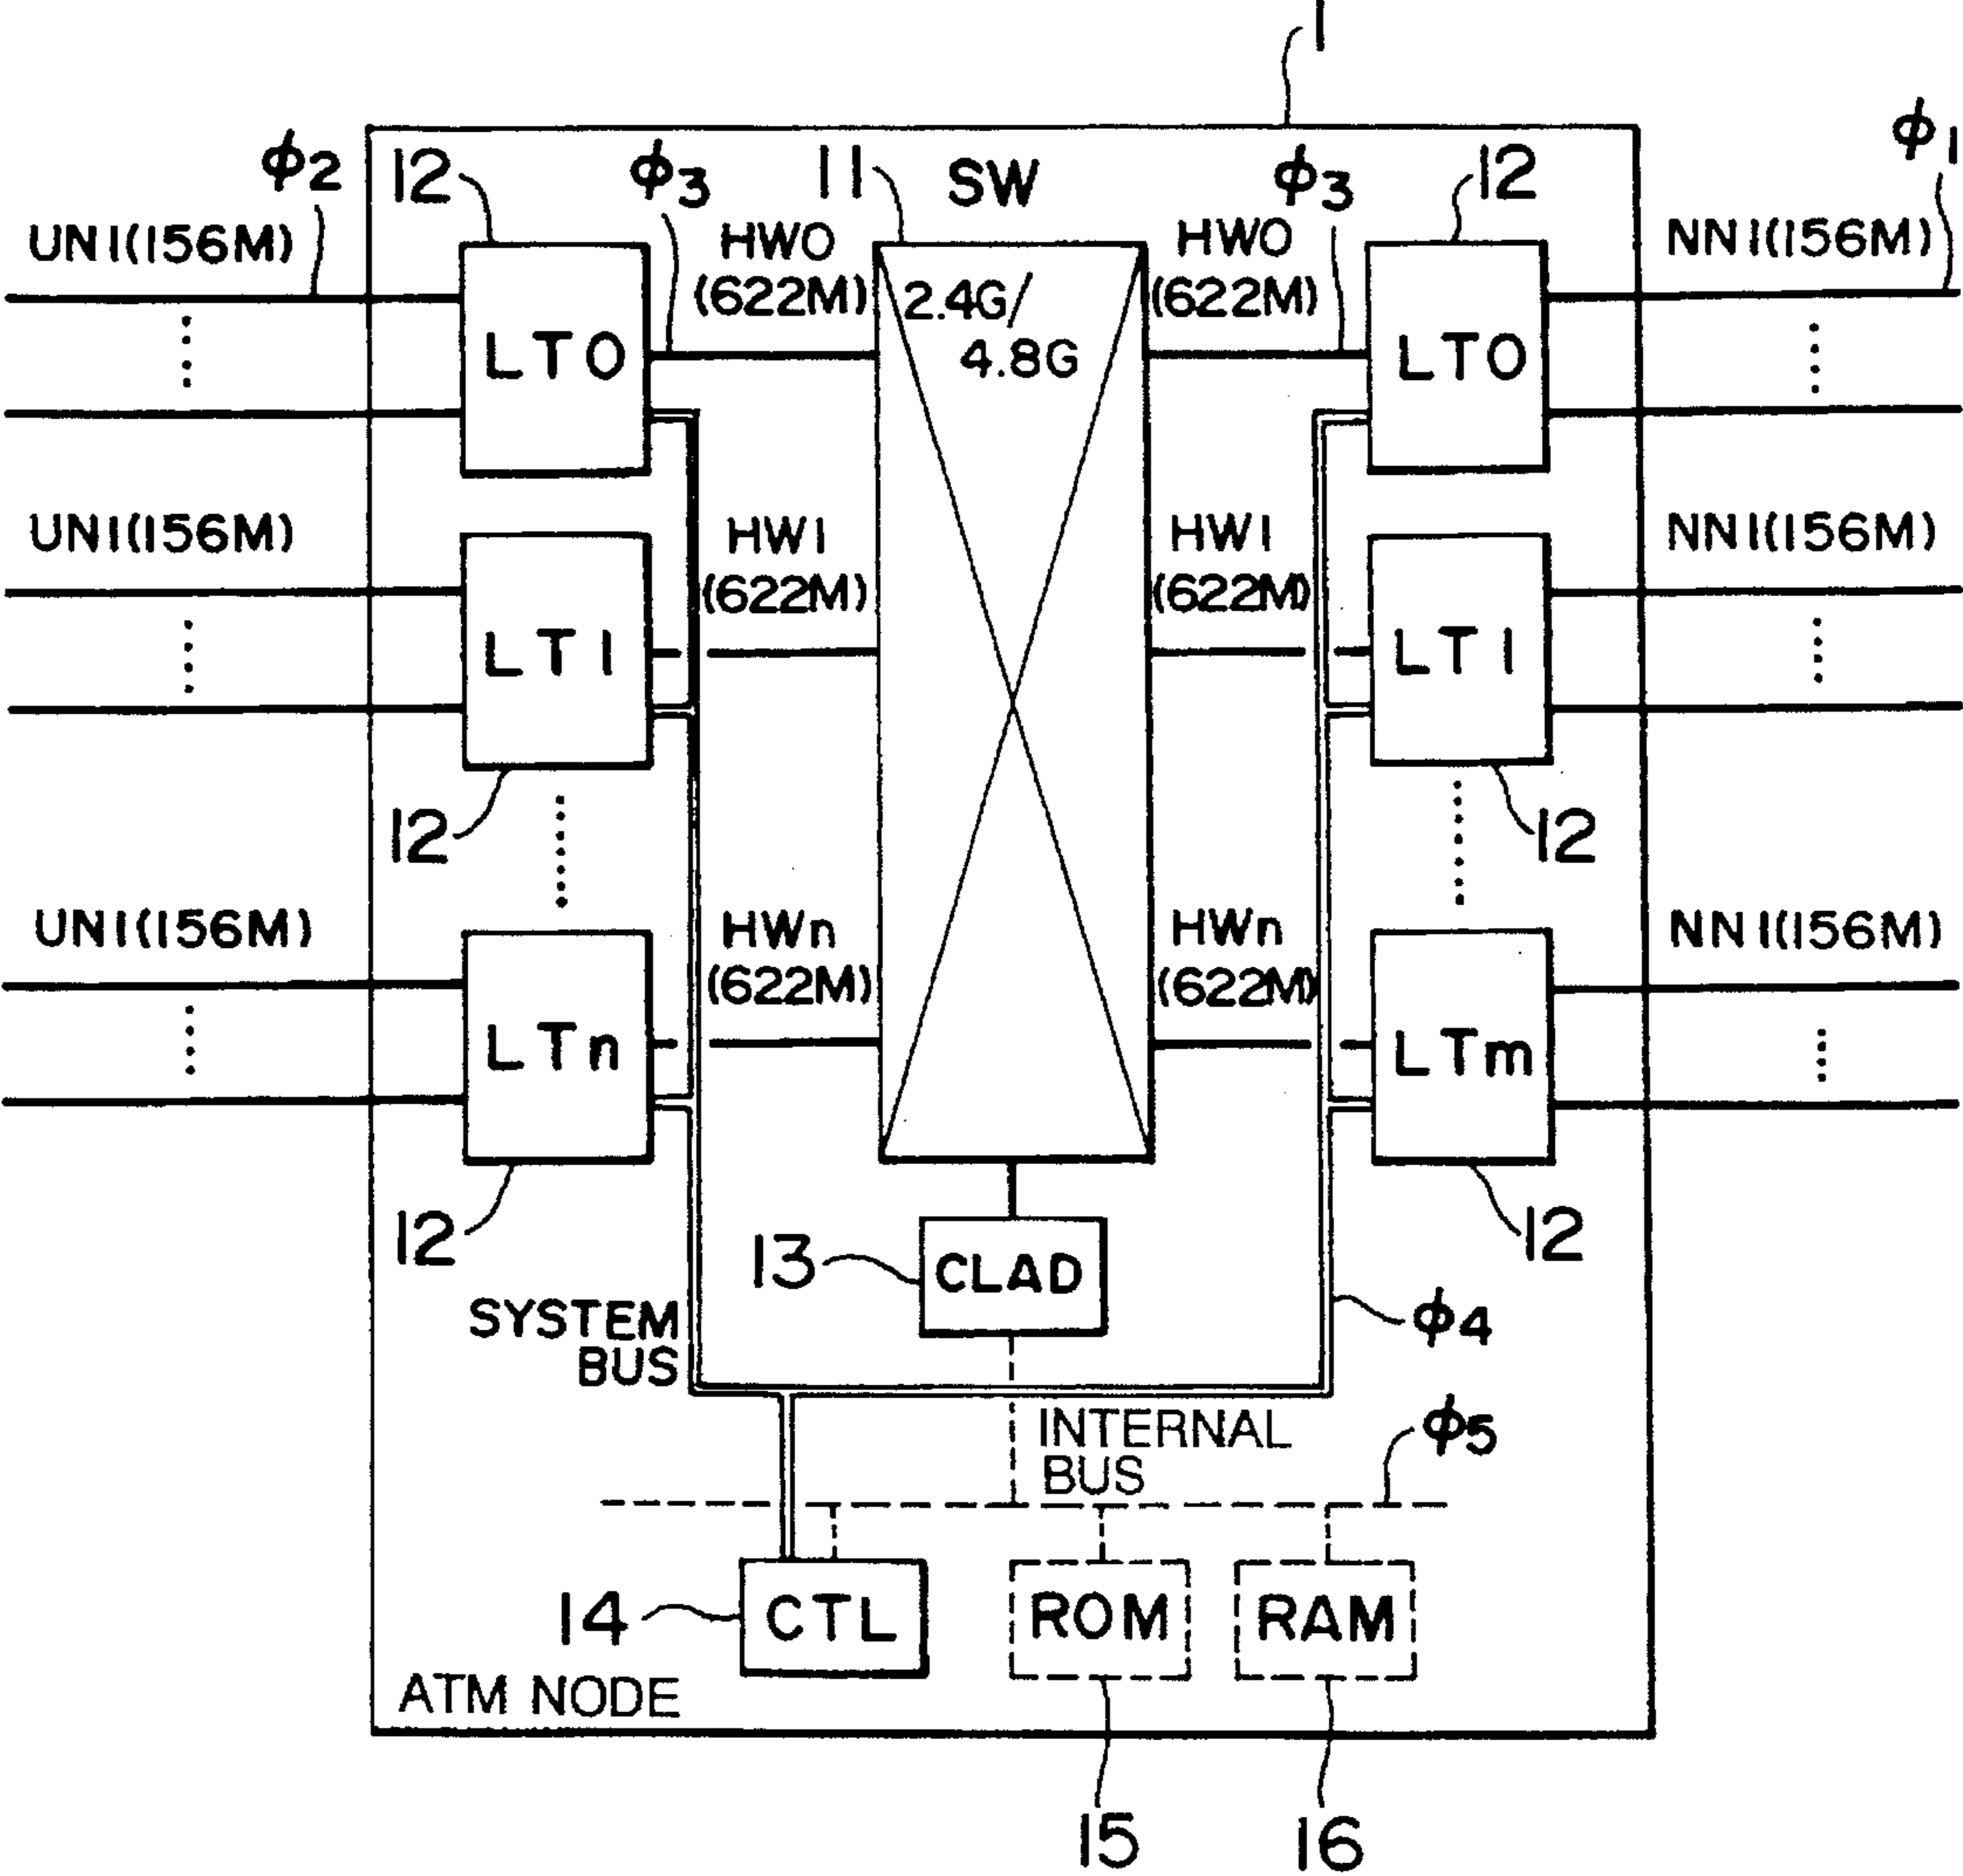 1
φ2
12
φ3
11
SW
φ3
12
φ1
UNI(156M)
HW0
(622M)
2.4G/
4.8G
HW0
(622M)
NNI(156M)
LT0
LT0
UNI(156M)
HW1
(622M)
HW1
(622M)
NNI(156M)
LT1
LT1
12
12
UNI(156M)
HWn
(622M)
HWn
(622M)
NNI(156M)
LTn
LTm
12
12
13
CLAD
SYSTEM
BUS
φ4
INTERNAL
BUS
φ5
14
CTL
ROM
RAM
ATM NODE
15
16